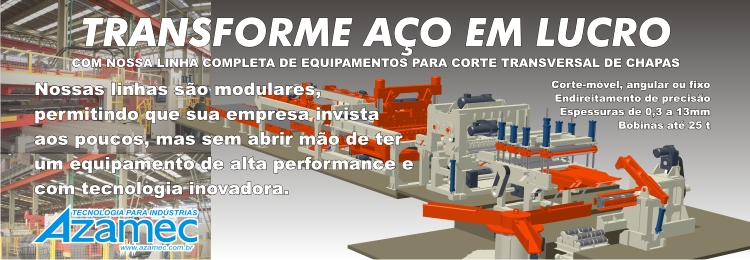 TRANSFORME AÇO EM LUCRO
COM NOSSA LINHA COMPLETA DE EQUIPAMENTOS PARA CORTE TRANSVERSAL DE CHAPAS
Nossas linhas são modulares,
permitindo que sua empresa invista
aos poucos, mas sem abrir mão de ter
um equipamento de alta performance e
com tecnologia inovadora.
Corte-móvel, angular ou fixo
Endireitamento de precisão
Espessuras de 0,3 a 13mm
Bobinas até 25 t
TECNOLOGIA PARA INDÚSTRIAS
Azamec
www.azamec.com.br